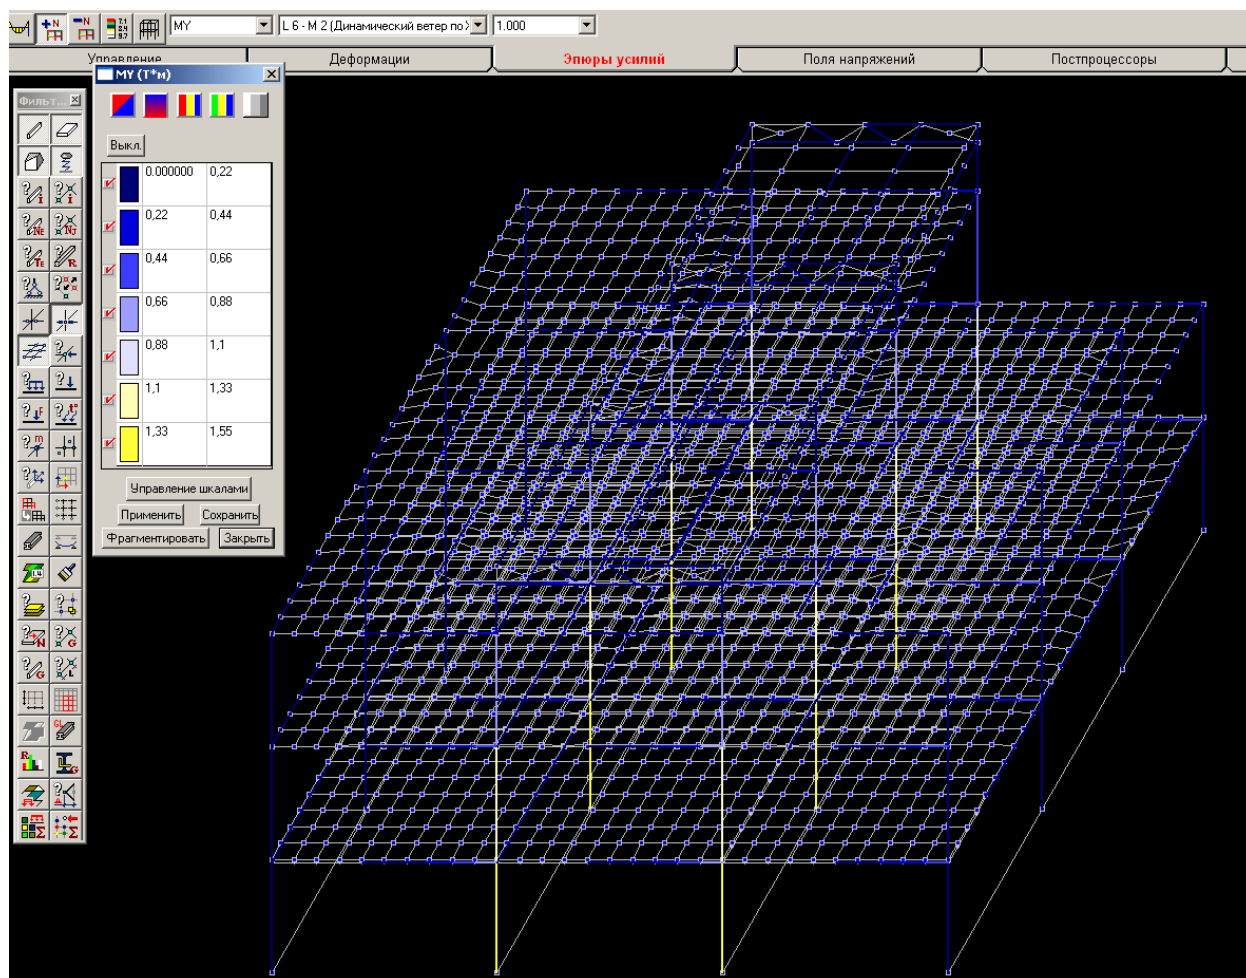 MY
L 6 - M 2 (Динамический ветер по X
1.000
Управление
Деформации
Эпюры усилий
Поля напряжений
Постпроцессоры
MY (Т*м)
Фильт...
Выкл.
0.000000 0,22
0,22 0,44
0,44 0,66
0,66 0,88
0,88 1,1
1,1 1,33
1,33 1,55
Управление шкалами
Применить
Сохранить
Фрагментировать
Закрыть